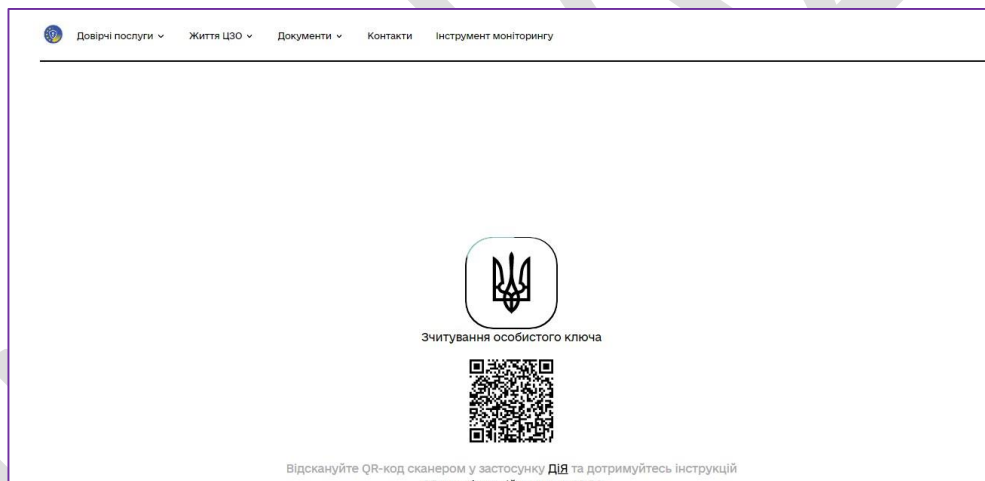 Довірчі послуги Життя ЦЗО Документи Контакти Інструмент моніторингу
Зчитування особистого ключа
Відскануйте QR-код сканером у застосунку ДіЯ та дотримуйтесь інструкцій